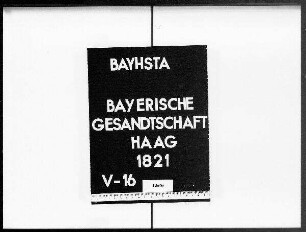 BAYHSTA
BAYERISCHE
GESANDTSCHAFT
HAAG
1821
V-16